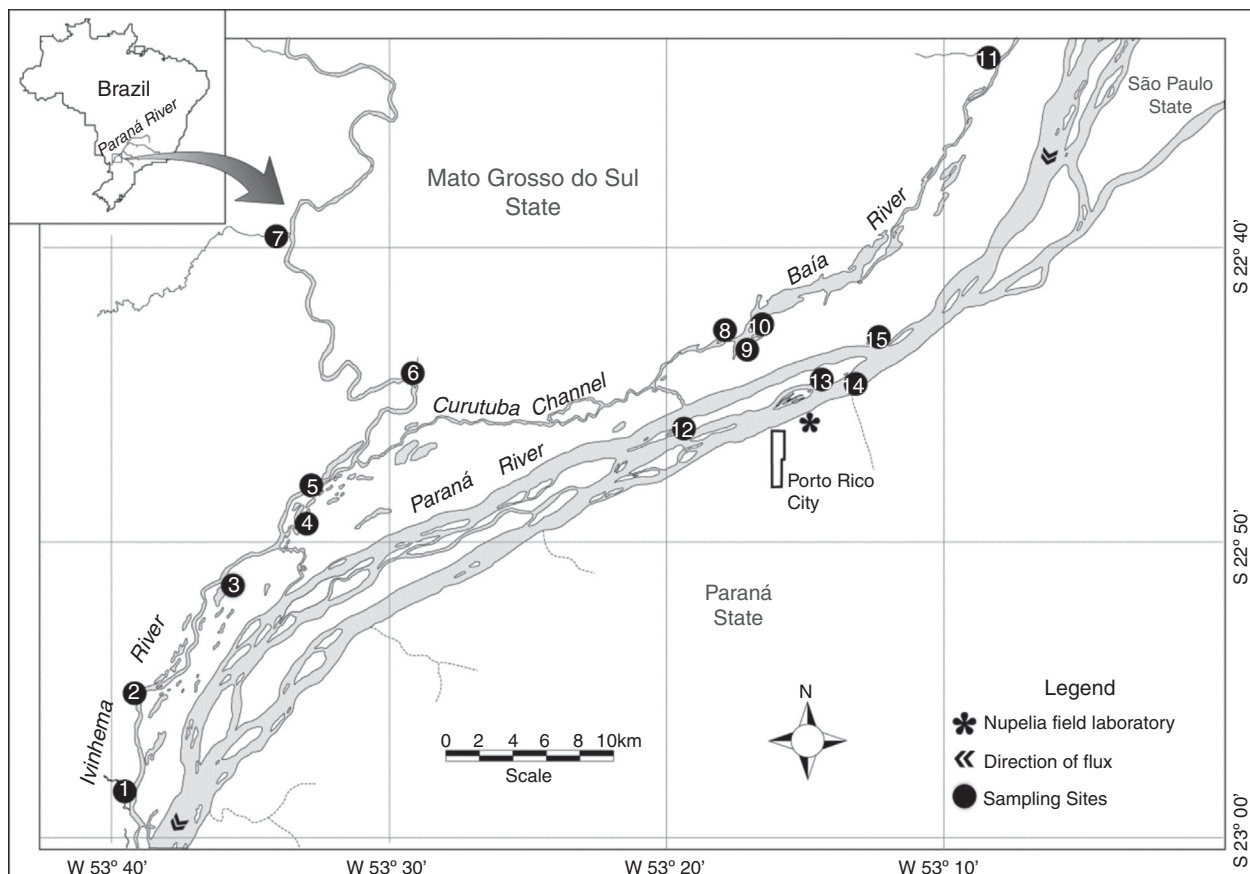 Brazil
Paraná River
Mato Grosso do Sul
State
São Paulo
State
11
7
Baía River
8
10
9
15
6
13
14
Curutuba Channel
12
Paraná River
Porto Rico
City
5
4
3
Paraná
State
Ivinhema River
2
1
N
0 2 4 6 8 10km
Scale
Legend
Nupelia field laboratory
Direction of flux
Sampling Sites
S 22° 40'
S 22° 50'
S 23° 00'
W 53° 40'
W 53° 30'
W 53° 20'
W 53° 10'